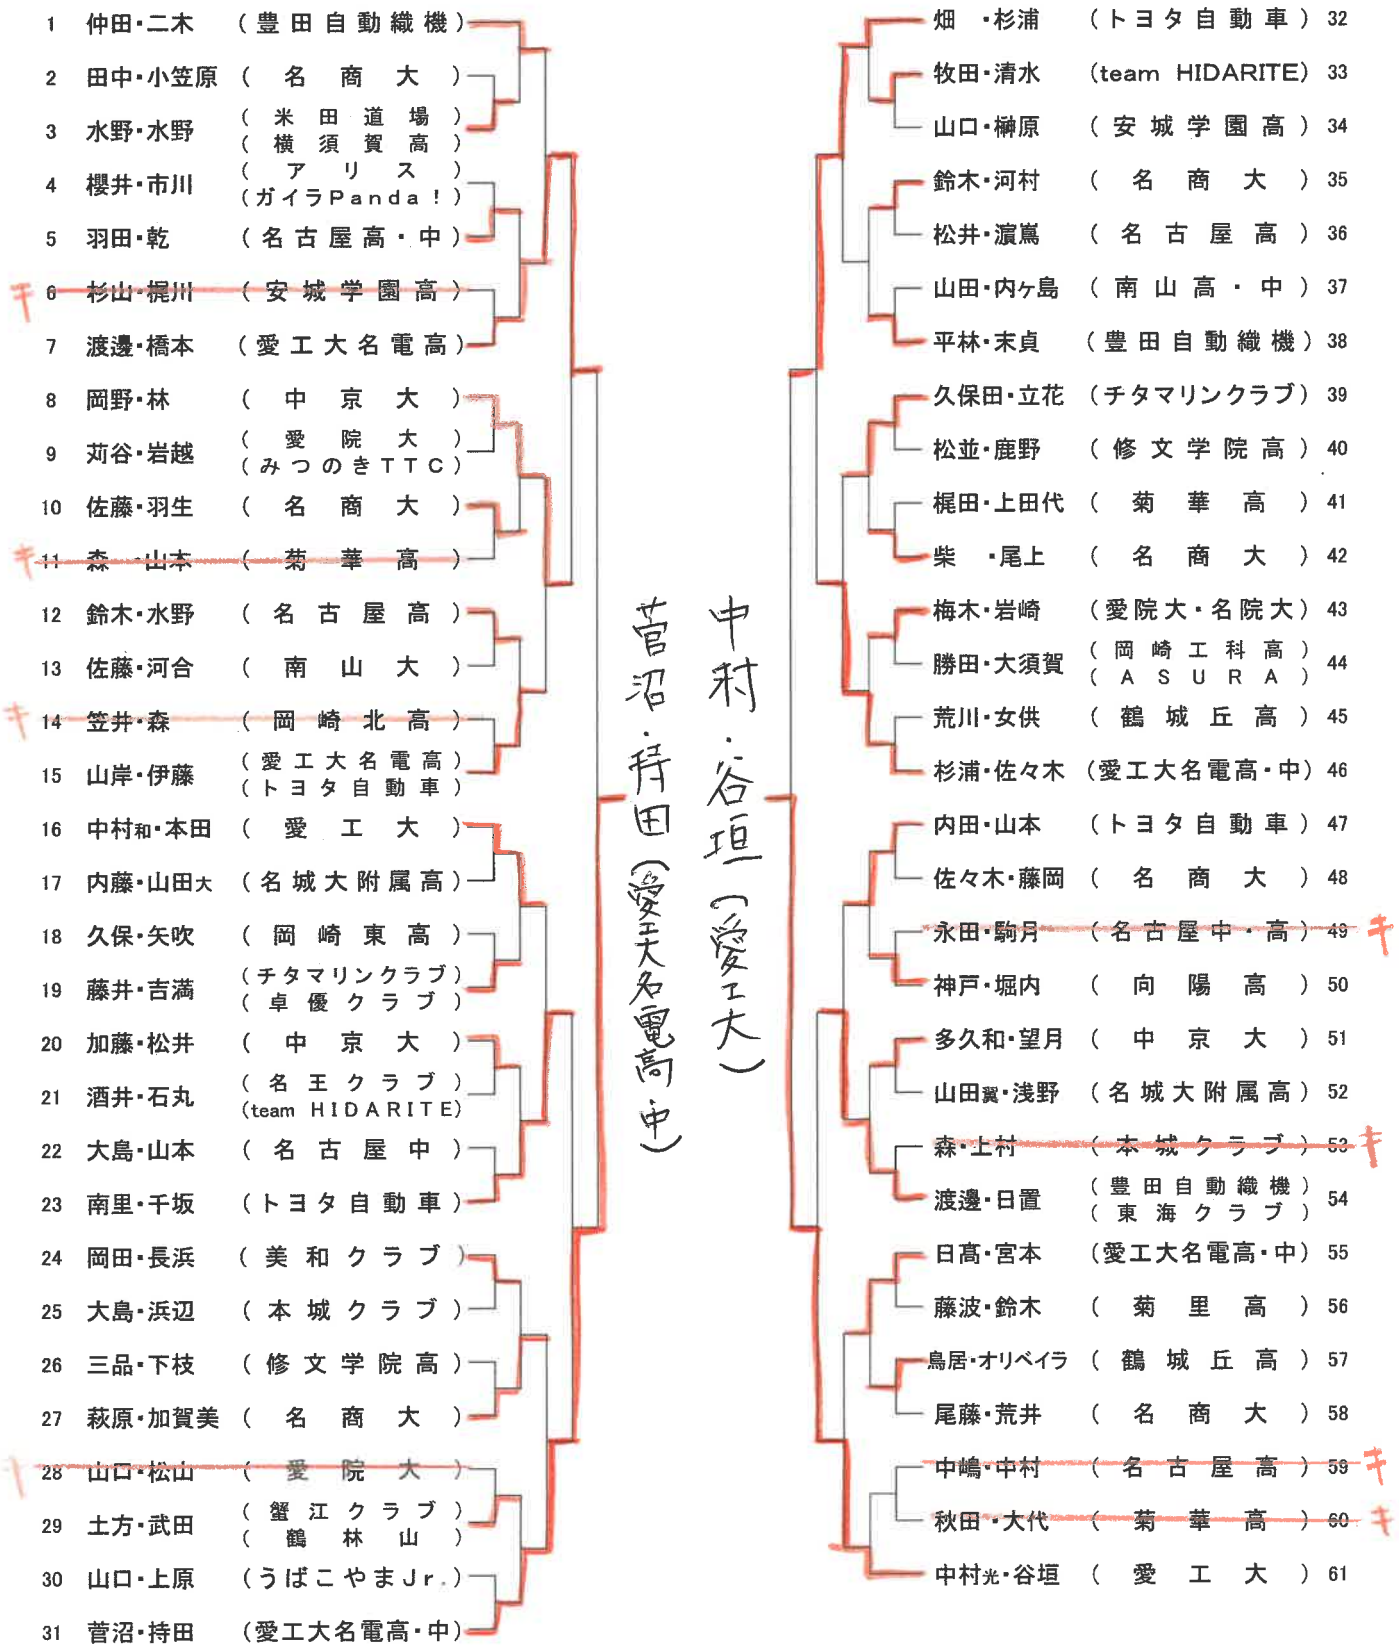 1 仲田・二木 (豊田自動織機)
2 田中・小笠原 (名商大)
3 水野・水野 (米田道場)
(横須賀高)
4 櫻井・市川 (アリス)
(ガイラPanda!)
5 羽田・乾 (名古屋高・中)
キ 6 杉山・梶川 (安城学園高)
7 渡邊・橋本 (愛工大名電高)
8 岡野・林 (中京大)
9 苅谷・岩越 (愛院大)
(みつのきTTC)
10 佐藤・羽生 (名商大)
キ 11 森・山本 (菊華高)
12 鈴木・水野 (名古屋高)
13 佐藤・河合 (南山大)
キ 14 笠井・森 (岡崎北高)
15 山岸・伊藤 (愛工大名電高)
(トヨタ自動車)
16 中村和・本田 (愛工大)
17 内藤・山田大 (名城大附属高)
18 久保・矢吹 (岡崎東高)
19 藤井・吉満 (チタマリンクラブ)
(卓優クラブ)
20 加藤・松井 (中京大)
21 酒井・石丸 (名王クラブ)
(team HIDARITE)
22 大島・山本 (名古屋中)
23 南里・千坂 (トヨタ自動車)
24 岡田・長浜 (美和クラブ)
25 大島・浜辺 (本城クラブ)
26 三品・下枝 (修文学院高)
27 萩原・加賀美 (名商大)
キ 28 山口・松山 (愛院大)
29 土方・武田 (蟹江クラブ)
(鶴林山)
30 山口・上原 (うばこやまJr.)
31 菅沼・持田 (愛工大名電高・中)
菅沼・持田(愛工大名電高・中)
中村・谷垣(愛工大)
畑・杉浦 (トヨタ自動車) 32
牧田・清水 (team HIDARITE) 33
山口・榊原 (安城学園高) 34
鈴木・河村 (名商大) 35
松井・濵嶌 (名古屋高) 36
山田・内ヶ島 (南山高・中) 37
平林・末貞 (豊田自動織機) 38
久保田・立花 (チタマリンクラブ) 39
松並・鹿野 (修文学院高) 40
梶田・上田代 (菊華高) 41
柴・尾上 (名商大) 42
梅木・岩崎 (愛院大・名院大) 43
勝田・大須賀 (岡崎工科高) 44
(ASURA)
荒川・女供 (鶴城丘高) 45
杉浦・佐々木 (愛工大名電高・中) 46
内田・山本 (トヨタ自動車) 47
佐々木・藤岡 (名商大) 48
永田・駒月 (名古屋中・高) 49 キ
神戸・堀内 (向陽高) 50
多久和・望月 (中京大) 51
山田翼・浅野 (名城大附属高) 52
森・上村 (本城クラブ) 53 キ
渡邊・日置 (豊田自動織機) 54
(東海クラブ)
日髙・宮本 (愛工大名電高・中) 55
藤波・鈴木 (菊里高) 56
鳥居・オリベイラ (鶴城丘高) 57
尾藤・荒井 (名商大) 58
中嶋・中村 (名古屋高) 59 キ
秋田・大代 (菊華高) 60 キ
中村光・谷垣 (愛工大) 61